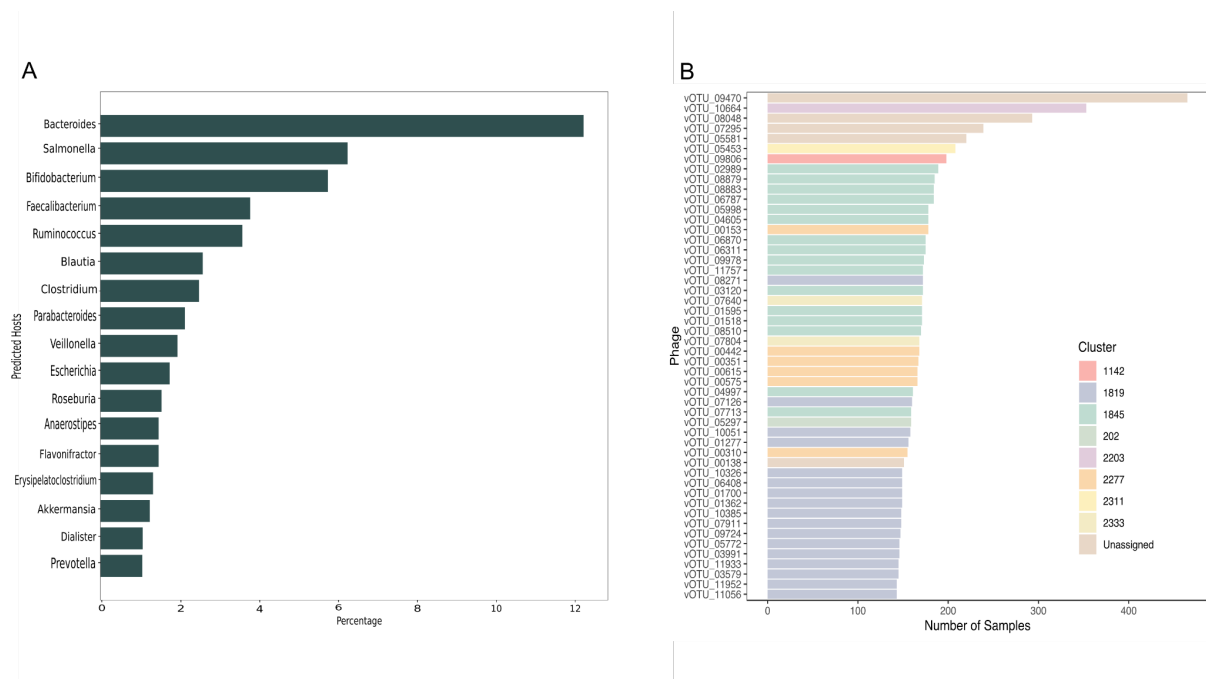 A
Predicted Hosts
Bacteroides
Salmonella
Bifidobacterium
Faecalibacterium
Ruminococcus
Blautia
Clostridium
Parabacteroides
Veillonella
Escherichia
Roseburia
Anaerostipes
Flavonifractor
Erysipelatoclostridium
Akkermansia
Dialister
Prevotella
0 2 4 6 8 10 12
Percentage
B
Phage
vOTU_09470
vOTU_10664
vOTU_08048
vOTU_07295
vOTU_05581
vOTU_05453
vOTU_09806
vOTU_02989
vOTU_08879
vOTU_08883
vOTU_06787
vOTU_05998
vOTU_04605
vOTU_00153
vOTU_06870
vOTU_06311
vOTU_09978
vOTU_11757
vOTU_08271
vOTU_03120
vOTU_07640
vOTU_01595
vOTU_01518
vOTU_08510
vOTU_07804
vOTU_00442
vOTU_00351
vOTU_00615
vOTU_00575
vOTU_04997
vOTU_07126
vOTU_07713
vOTU_05297
vOTU_10051
vOTU_01277
vOTU_00310
vOTU_00138
vOTU_10326
vOTU_06408
vOTU_01700
vOTU_01362
vOTU_10385
vOTU_07911
vOTU_09724
vOTU_05772
vOTU_03991
vOTU_11933
vOTU_03579
vOTU_11952
vOTU_11056
0 100 200 300 400
Number of Samples
Cluster
1142
1819
1845
202
2203
2277
2311
2333
Unassigned